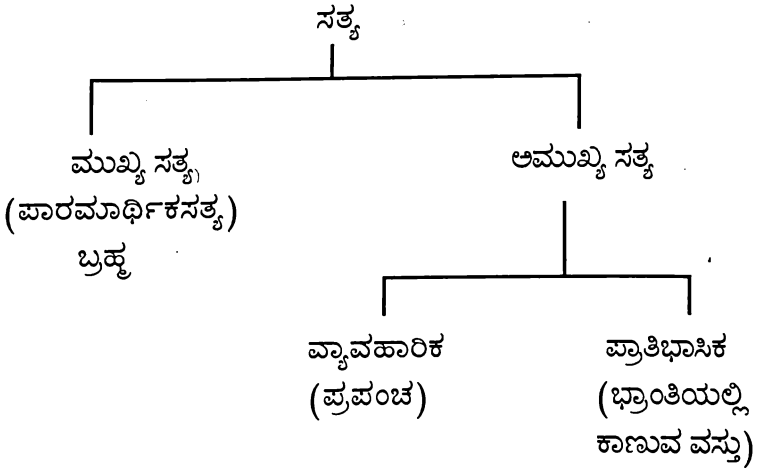 ಸತ್ಯ
ಮುಖ್ಯ ಸತ್ಯ
(ಪಾರಮಾರ್ಥಿಕಸತ್ಯ)
ಬ್ರಹ್ಮ
ಅಮುಖ್ಯ ಸತ್ಯ
ವ್ಯಾವಹಾರಿಕ
(ಪ್ರಪಂಚ)
ಪ್ರಾತಿಭಾಸಿಕ
(ಭ್ರಾಂತಿಯಲ್ಲಿ
ಕಾಣುವ ವಸ್ತು)